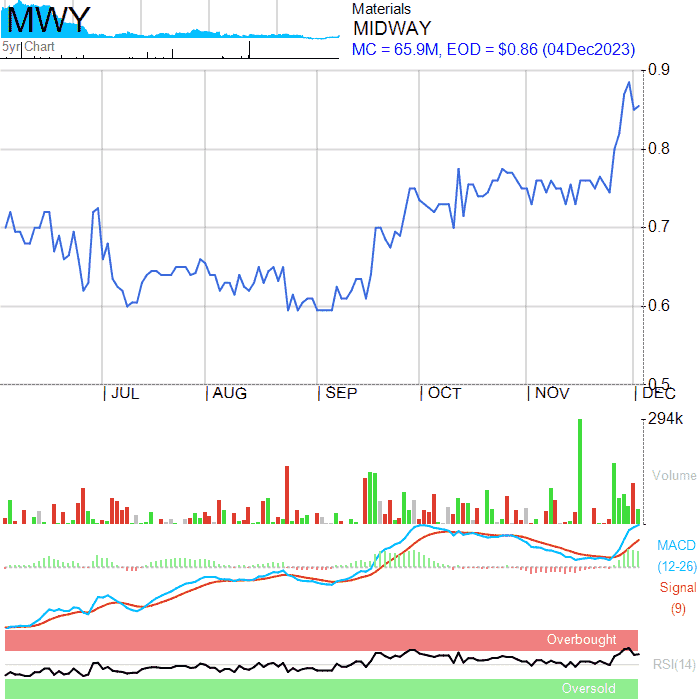 MWY
5yr Chart
Materials
MIDWAY
MC = 65.9M, EOD = $0.86 (04Dec2023)
0.9
0.8
0.7
0.6
0.5
JUL AUG SEP OCT NOV DEC
294k
Volume
MACD
(12-26)
Signal
(9)
Overbought
RSI(14)
Oversold